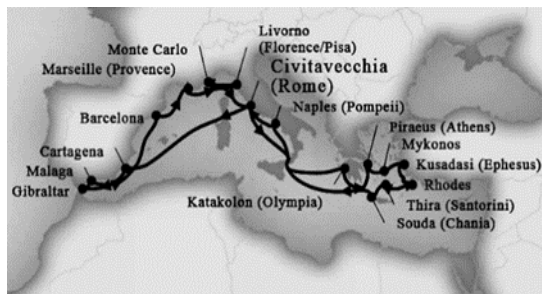 Monte Carlo
Livorno
(Florence/Pisa)
Marseille (Provence)
Civitavecchia
(Rome)
Barcelona
Naples (Pompeii)
Piraeus (Athens)
Mykonos
Cartagena
Kusadasi (Ephesus)
Malaga
Gibraltar
Rhodes
Katakolon (Olympia)
Thira (Santorini)
Souda (Chania)